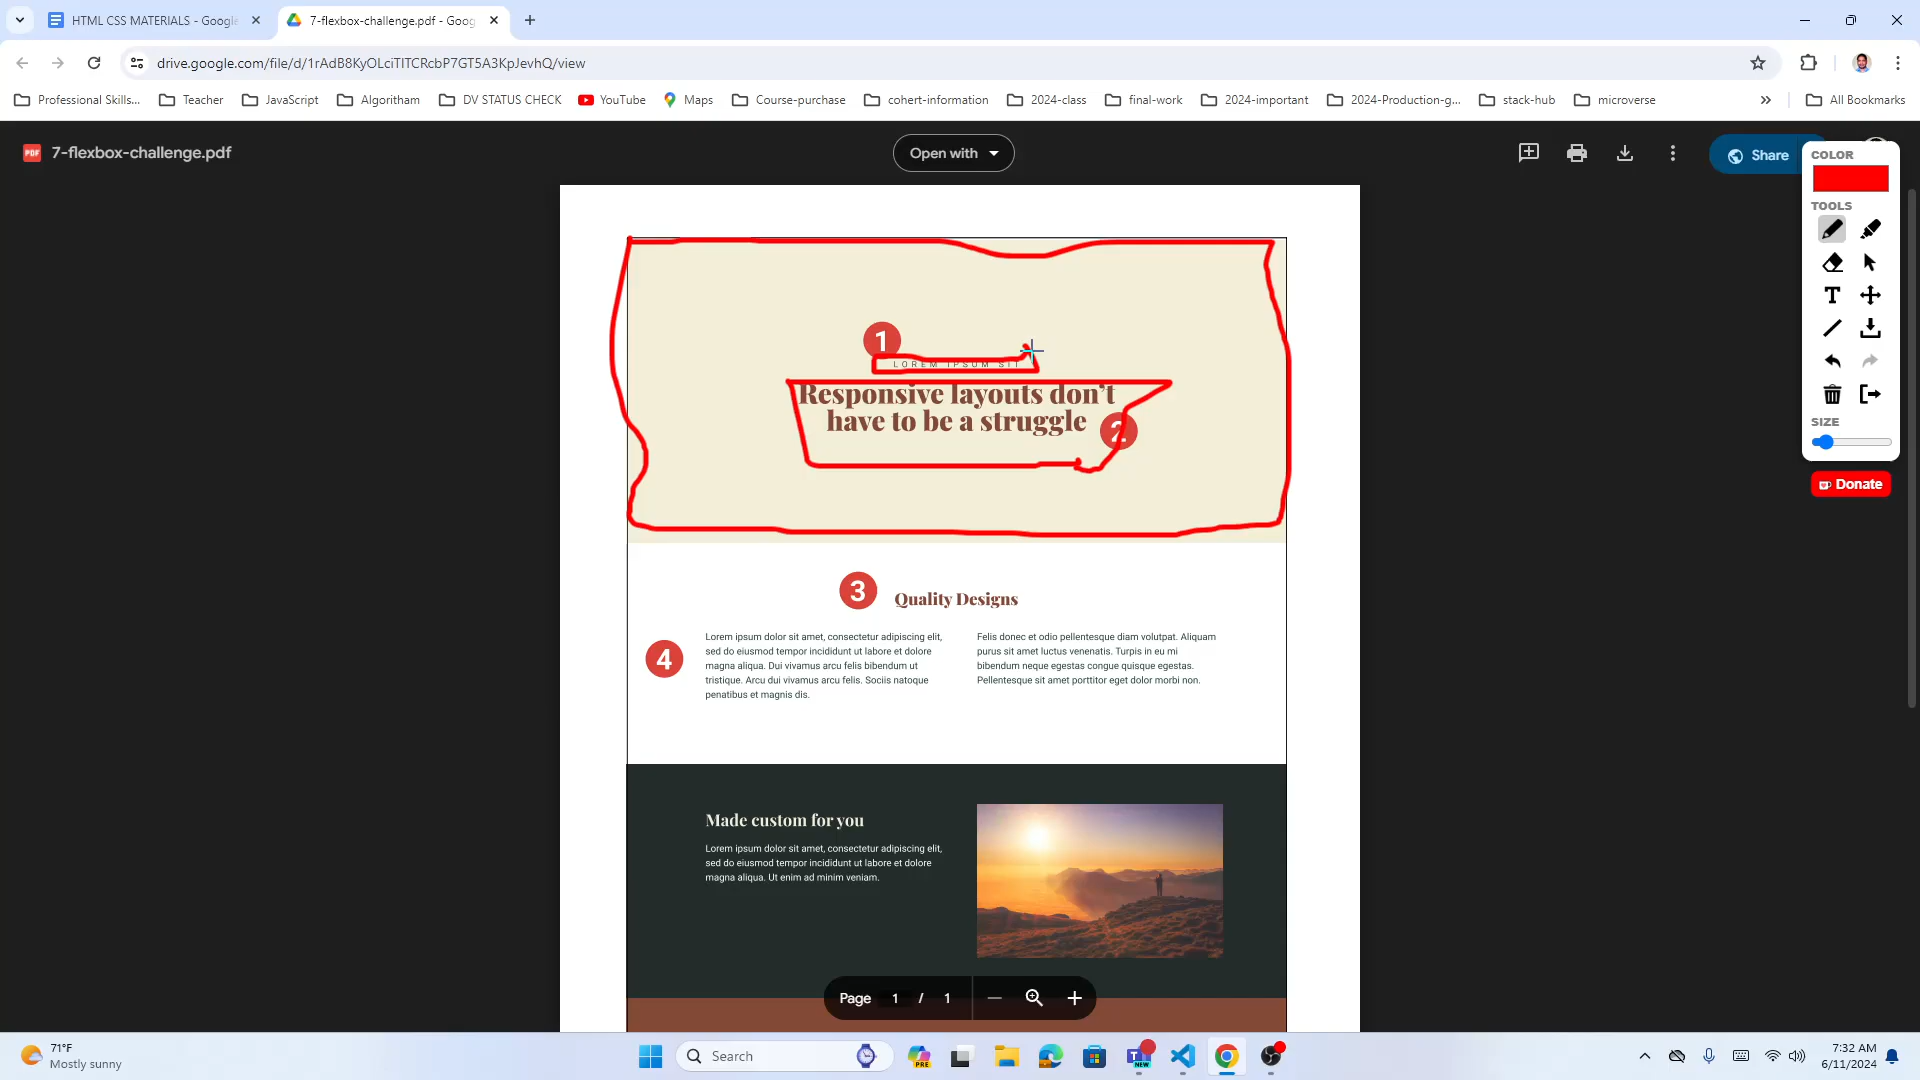 HTML CSS MATERIALS - Google
7-flexbox-challenge.pdf - Goog
drive.google.com/file/d/1rAdB8KyOLciTITCRcbP7GT5A3KpJevhQ/view
Professional Skills...
Teacher
JavaScript
Algoritham
DV STATUS CHECK
YouTube
Maps
Course-purchase
cohert-information
2024-class
final-work
2024-important
2024-Production-g...
stack-hub
microverse
All Bookmarks
PDF
7-flexbox-challenge.pdf
Open with
Share
COLOR
TOOLS
T
SIZE
Donate
1
LOREM IPSUM SIT
Responsive layouts don't
have to be a struggle
2
3
Quality Designs
4
Lorem ipsum dolor sit amet, consectetur adipiscing elit,
sed do eiusmod tempor incididunt ut labore et dolore
magna aliqua. Dui vivamus arcu felis bibendum ut
tristique. Arcu dui vivamus arcu felis. Sociis natoque
penatibus et magnis dis.
Felis donec et odio pellentesque diam volutpat. Aliquam
purus sit amet luctus venenatis. Turpis in eu mi
bibendum neque egestas congue quisque egestas.
Pellentesque sit amet porttitor eget dolor morbi non.
Made custom for you
Lorem ipsum dolor sit amet, consectetur adipiscing elit,
sed do eiusmod tempor incididunt ut labore et dolore
magna aliqua. Ut enim ad minim veniam.
Page 1 / 1
71°F
Mostly sunny
Search
PRE
NEW
7:32 AM
6/11/2024